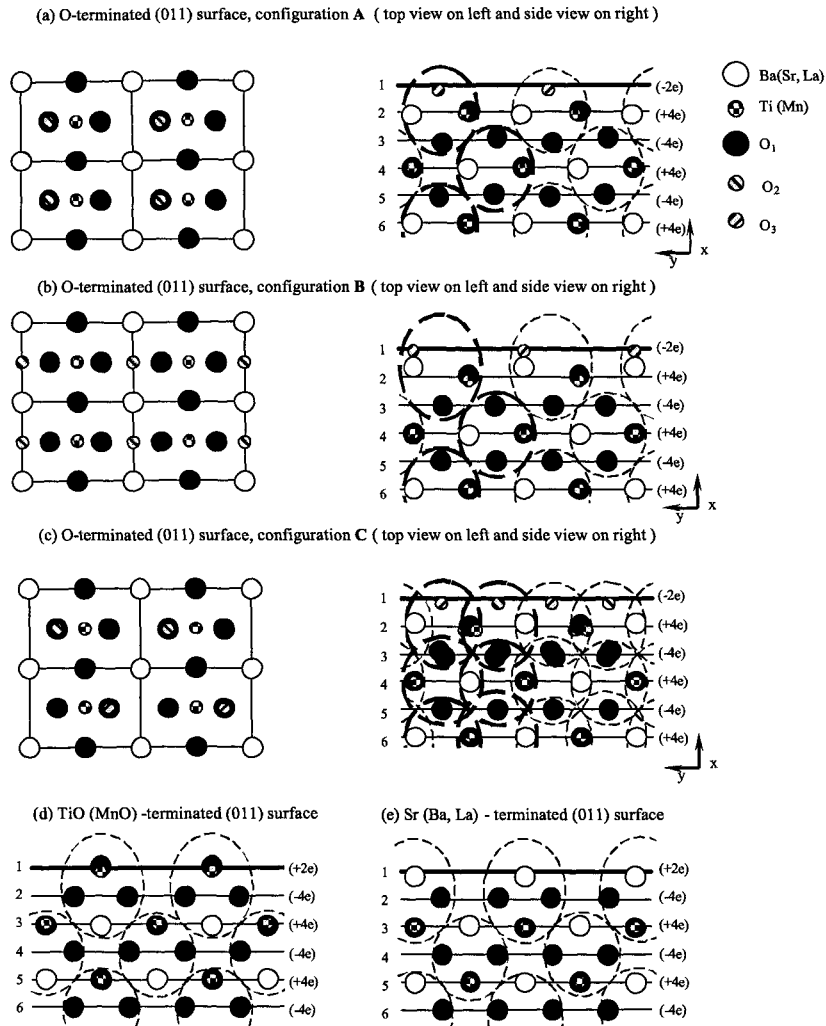 (a) O-terminated (011) surface, configuration A ( top view on left and side view on right )
1 (-2e)
2 (+4e)
3 (-4e)
4 (+4e)
5 (-4e)
6 (+4e)
y x
Ba(Sr, La)
Ti (Mn)
O1
O2
O3
(b) O-terminated (011) surface, configuration B ( top view on left and side view on right )
1 (-2e)
2 (+4e)
3 (-4e)
4 (+4e)
5 (-4e)
6 (+4e)
y x
(c) O-terminated (011) surface, configuration C ( top view on left and side view on right )
1 (-2e)
2 (+4e)
3 (-4e)
4 (+4e)
5 (-4e)
6 (+4e)
y x
(d) TiO (MnO) -terminated (011) surface
1 (+2e)
2 (-4e)
3 (+4e)
4 (-4e)
5 (+4e)
6 (-4e)
(e) Sr (Ba, La) - terminated (011) surface
1 (+2e)
2 (-4e)
3 (+4e)
4 (-4e)
5 (+4e)
6 (-4e)